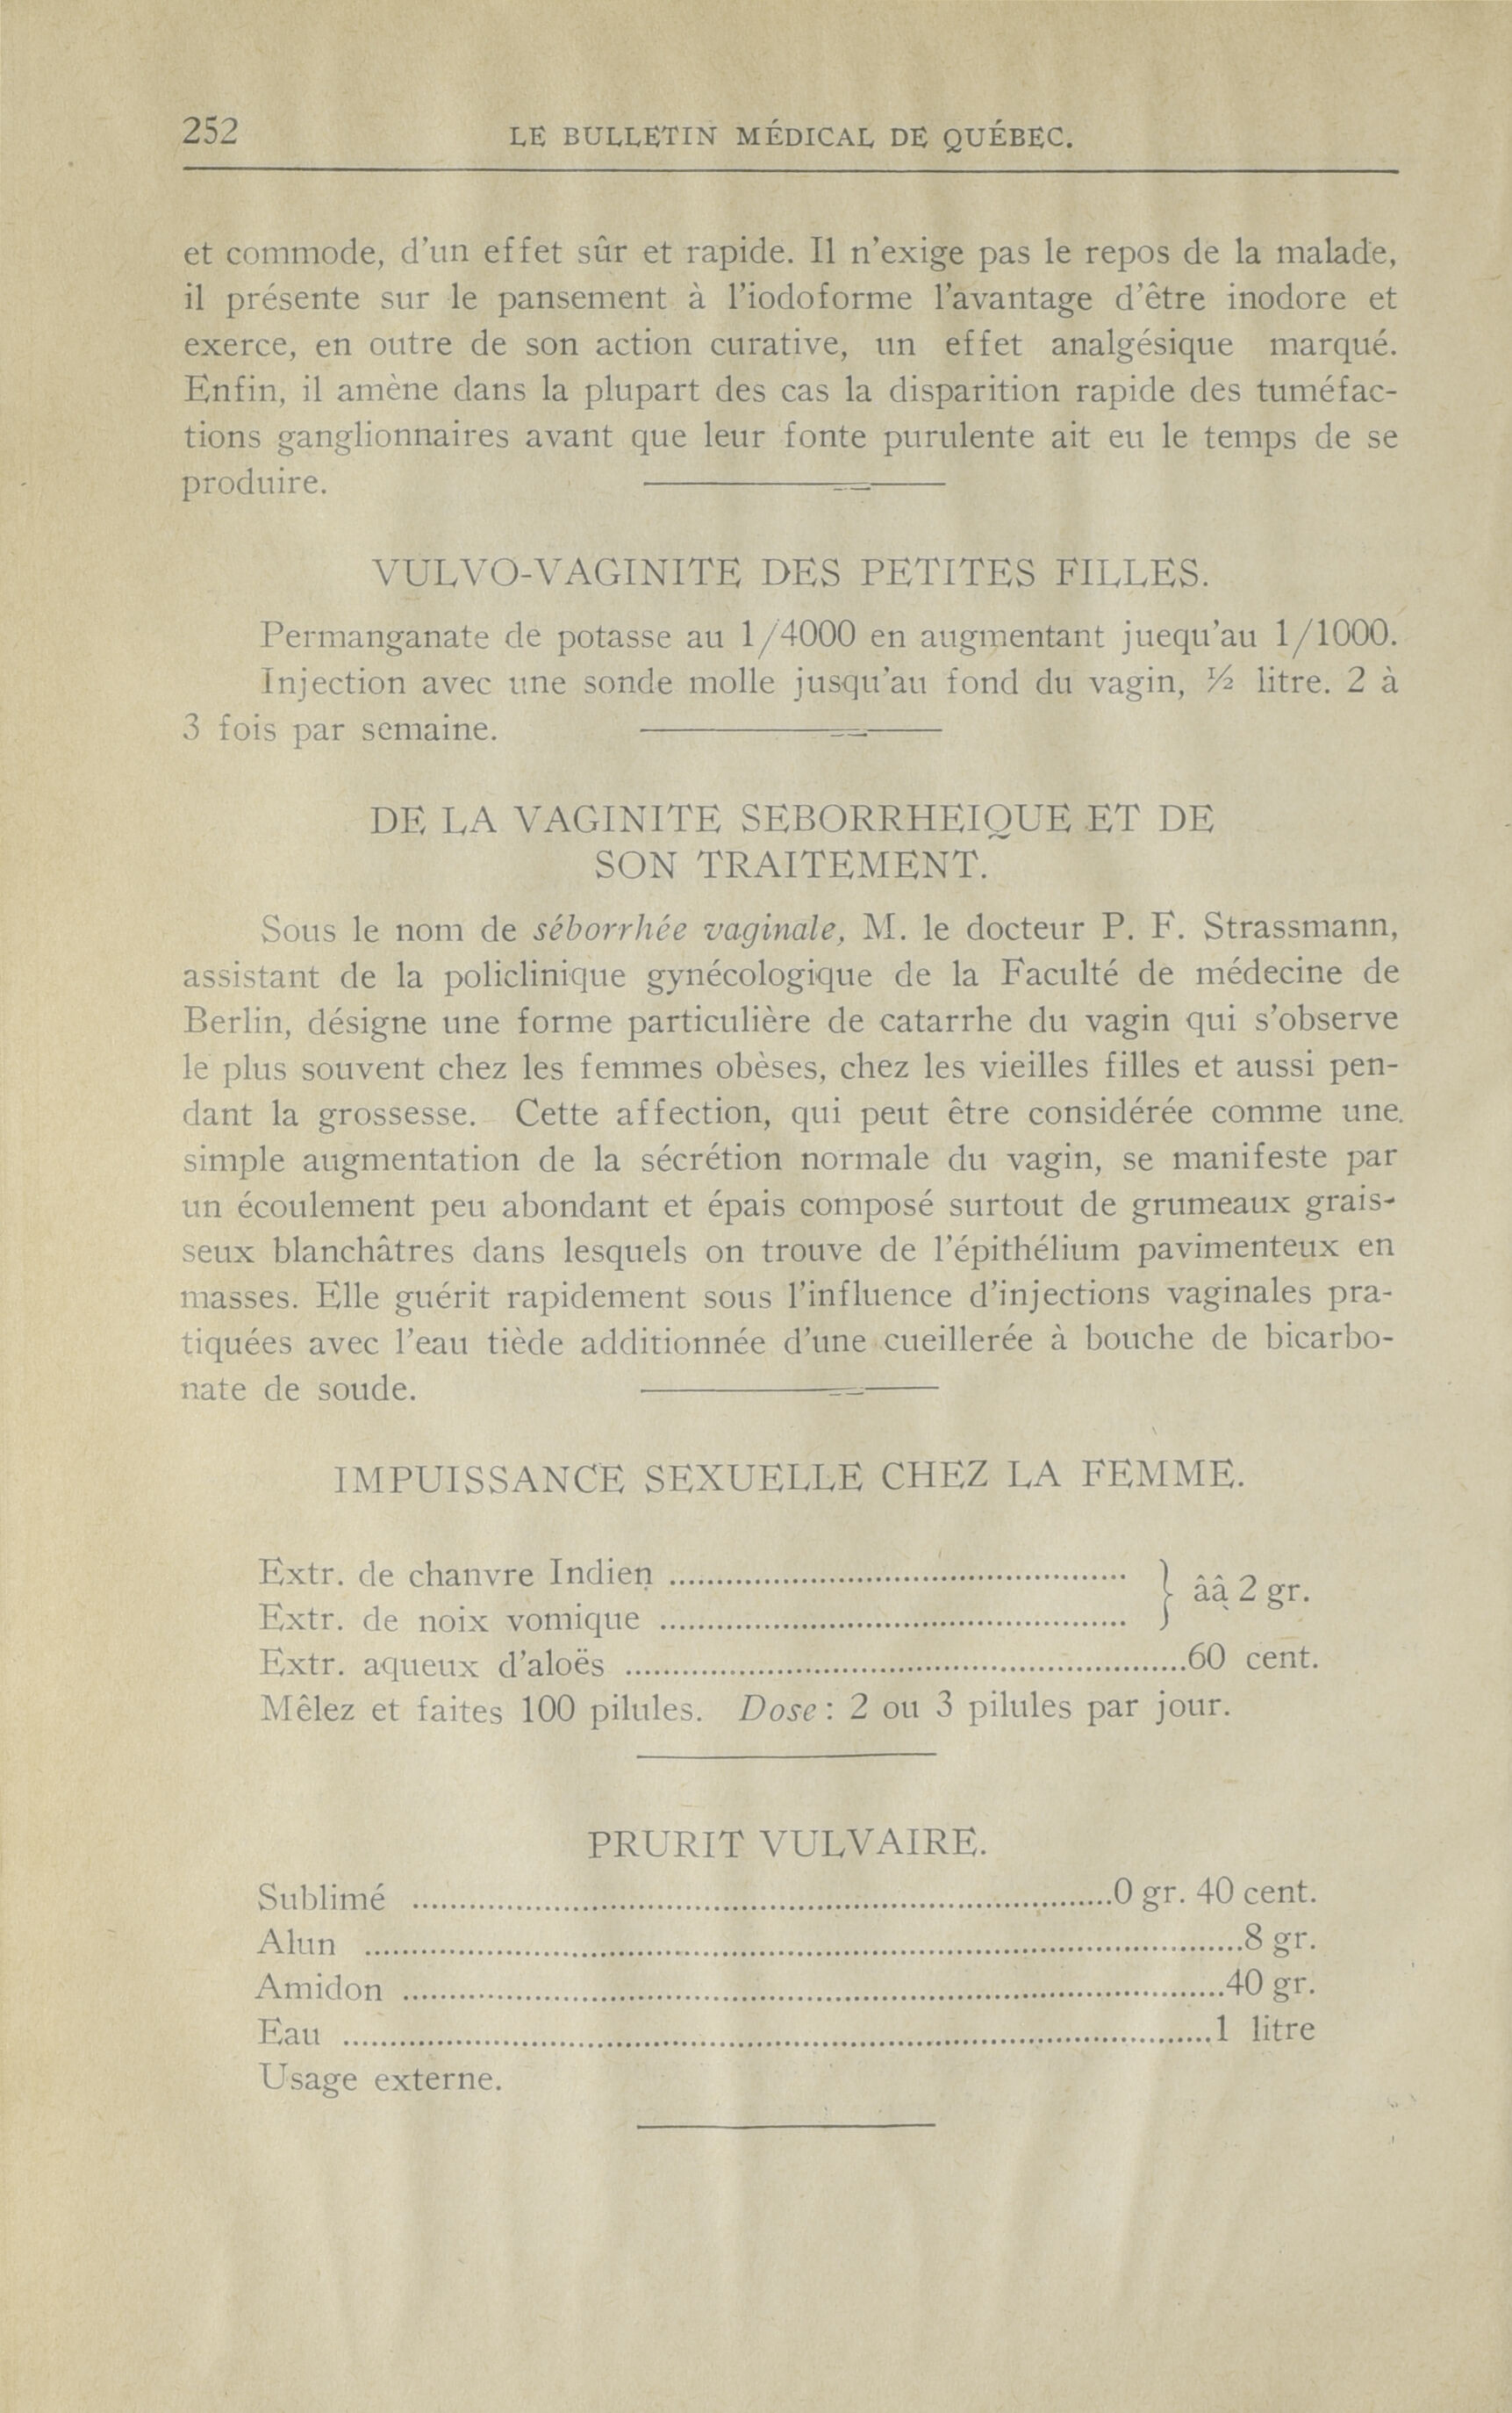 252
LE BULLETIN MÉDICAL DE QUÉBEC.
et commode, d'un effet sûr et rapide. Il n'exige pas le repos de la malade,
il présente sur le pansement à l'iodoforme l'avantage d'être inodore et
exerce, en outre de son action curative, un effet analgésique marqué.
Enfin, il amène dans la plupart des cas la disparition rapide des tuméfac-
tions ganglionnaires avant que leur fonte purulente ait eu le temps de se
produire.
VULVO-VAGINITE DES PETITES FILLES.
Permanganate de potasse au 1/4000 en augmentant juequ'au 1/1000.
Injection avec une sonde molle jusqu'au fond du vagin, ½ litre. 2 à
3 fois par semaine.
DE LA VAGINITE SEBORRHEIQUE ET DE
SON TRAITEMENT.
Sous le nom de séborrhée vaginale, M. le docteur P. F. Strassmann,
assistant de la policlinique gynécologique de la Faculté de médecine de
Berlin, désigne une forme particulière de catarrhe du vagin qui s'observe
le plus souvent chez les femmes obèses, chez les vieilles filles et aussi pen-
dant la grossesse. Cette affection, qui peut être considérée comme une
simple augmentation de la sécrétion normale du vagin, se manifeste par
un écoulement peu abondant et épais composé surtout de grumeaux grais-
seux blanchâtres dans lesquels on trouve de l'épithélium pavimenteux en
masses. Elle guérit rapidement sous l'influence d'injections vaginales pra-
tiquées avec l'eau tiède additionnée d'une cueillerée à bouche de bicarbo-
nate de soude.
IMPUISSANCE SEXUELLE CHEZ LA FEMME.
Extr. de chanvre Indien ........ } ââ 2 gr.
Extr. de noix vomique ........
Extr. aqueux d'aloës ........60 cent.
Mêlez et faites 100 pilules. Dose: 2 ou 3 pilules par jour.
PRURIT VULVAIRE.
Sublimé ........0 gr. 40 cent.
Alun ........8 gr.
Amidon ........40 gr.
Eau ........1 litre
Usage externe.